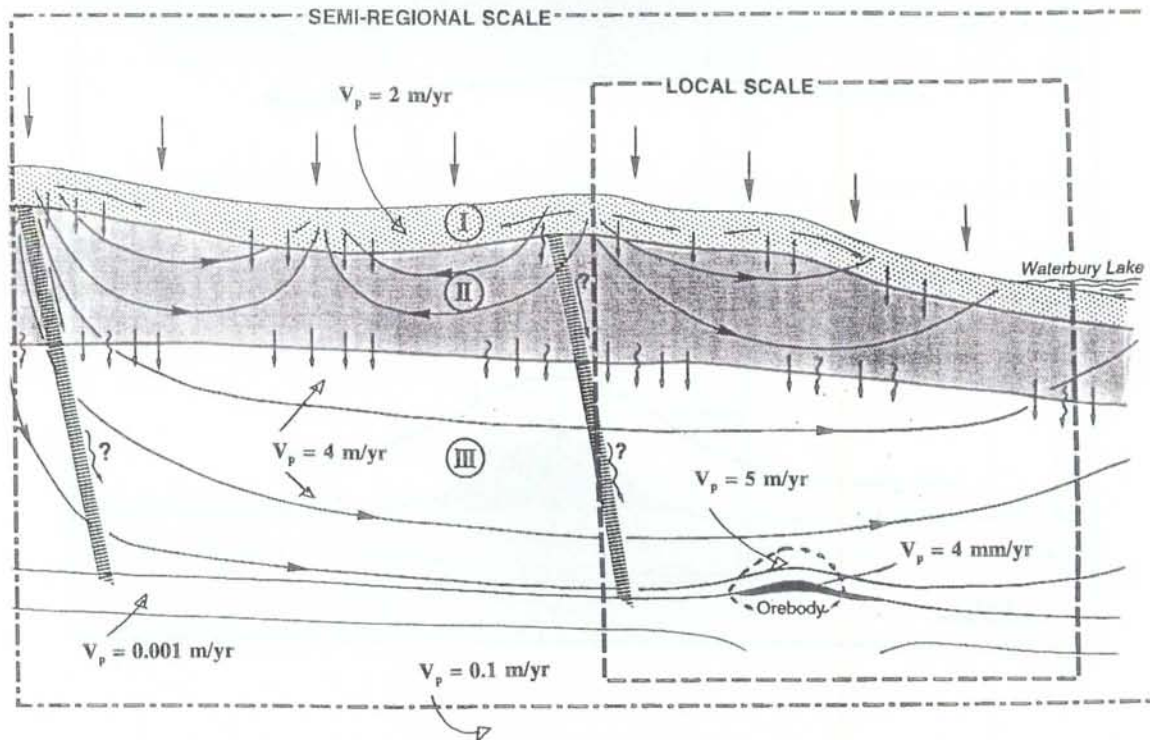 SEMI-REGIONAL SCALE
LOCAL SCALE
Vp = 2 m/yr
I
Waterbury Lake
II
?
?
?
Vp = 4 m/yr
III
Vp = 5 m/yr
Vp = 4 mm/yr
Orebody
Vp = 0.001 m/yr
Vp = 0.1 m/yr